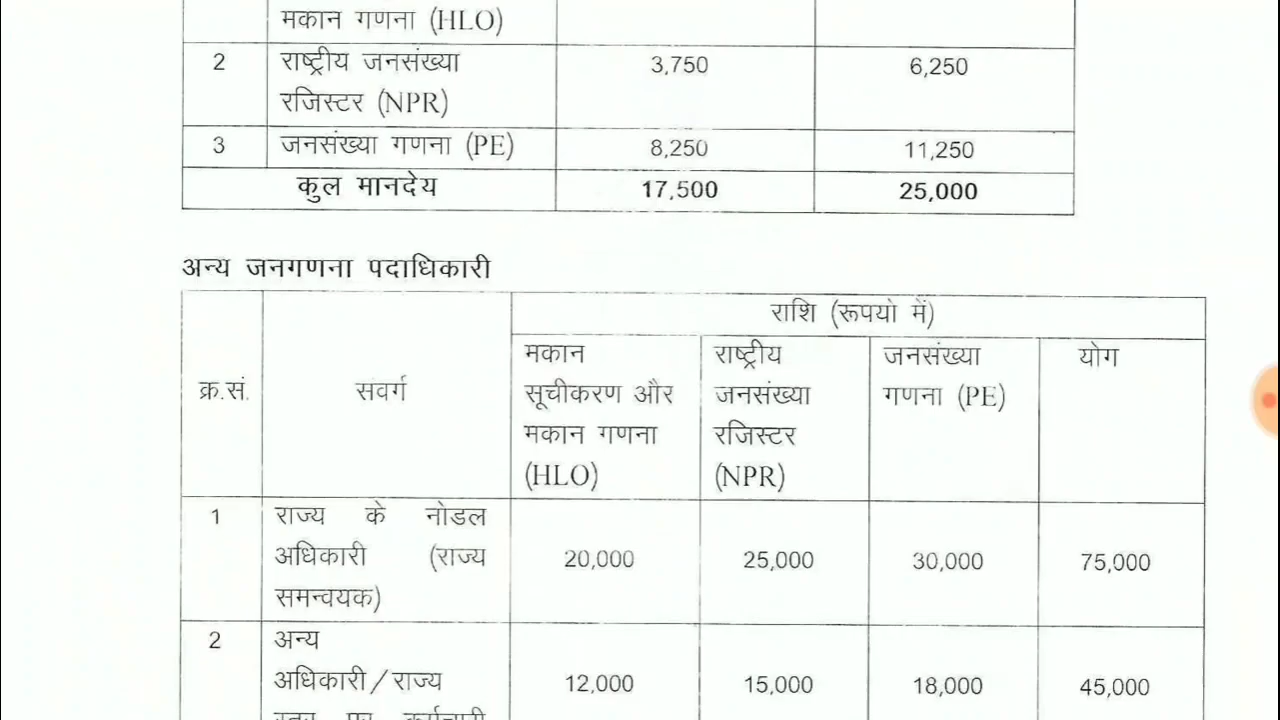 मकान गणना (HLO)
2 राष्ट्रीय जनसंख्या 3,750 6,250
रजिस्टर (NPR)
3 जनसंख्या गणना (PE) 8,250 11,250
कुल मानदेय 17,500 25,000
अन्य जनगणना पदाधिकारी
राशि (रूपयो में)
क्र.सं. सवर्ग
मकान
सूचीकरण और
मकान गणना
(HLO)
राष्ट्रीय
जनसंख्या
रजिस्टर
(NPR)
जनसंख्या
गणना (PE)
योग
1 राज्य के नोडल
अधिकारी (राज्य 20,000 25,000 30,000 75,000
समन्वयक)
2 अन्य
अधिकारी/राज्य 12,000 15,000 18,000 45,000